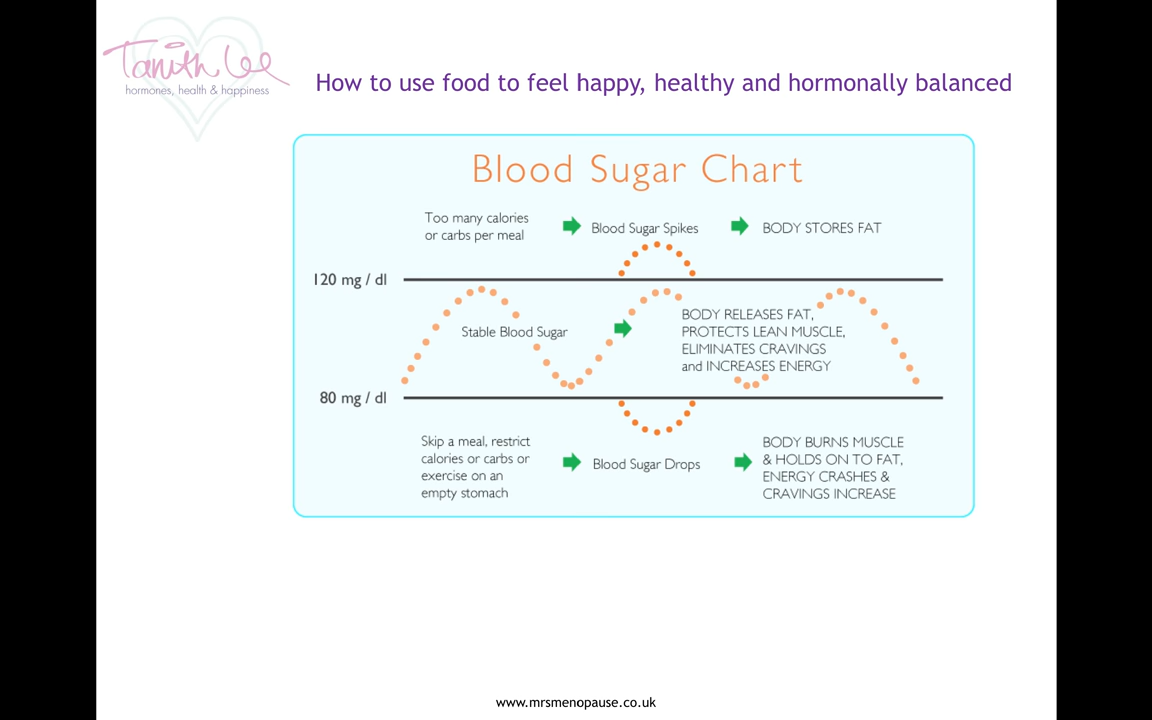 Tanith Lee
hormones, health & happiness
How to use food to feel happy, healthy and hormonally balanced
Blood Sugar Chart
Too many calories
or carbs per meal
Blood Sugar Spikes
BODY STORES FAT
120 mg / dl
Stable Blood Sugar
BODY RELEASES FAT,
PROTECTS LEAN MUSCLE,
ELIMINATES CRAVINGS
and INCREASES ENERGY
80 mg / dl
Skip a meal, restrict
calories or carbs or
exercise on an
empty stomach
Blood Sugar Drops
BODY BURNS MUSCLE
& HOLDS ON TO FAT,
ENERGY CRASHES &
CRAVINGS INCREASE
www.mrsmenopause.co.uk